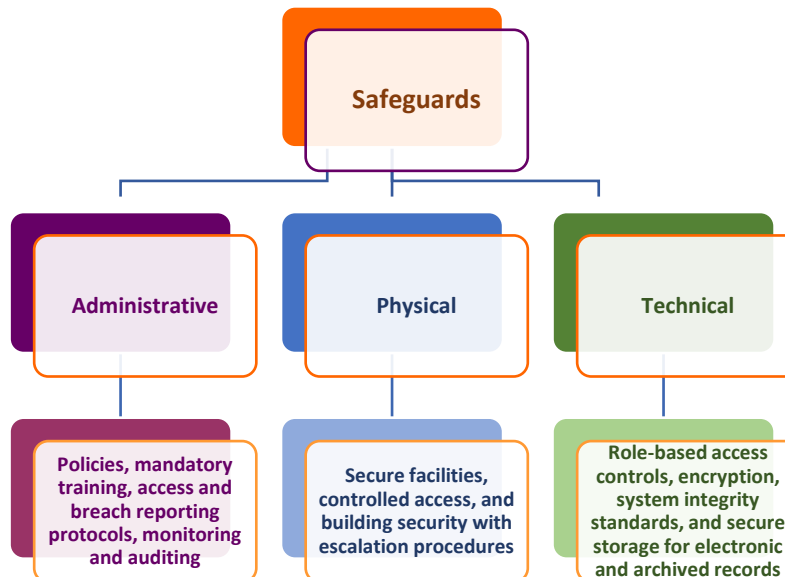 Safeguards
Administrative
Physical
Technical
Policies, mandatory
training, access and
breach reporting
protocols, monitoring
and auditing
Secure facilities,
controlled access, and
building security with
escalation procedures
Role-based access
controls, encryption,
system integrity
standards, and secure
storage for electronic
and archived records